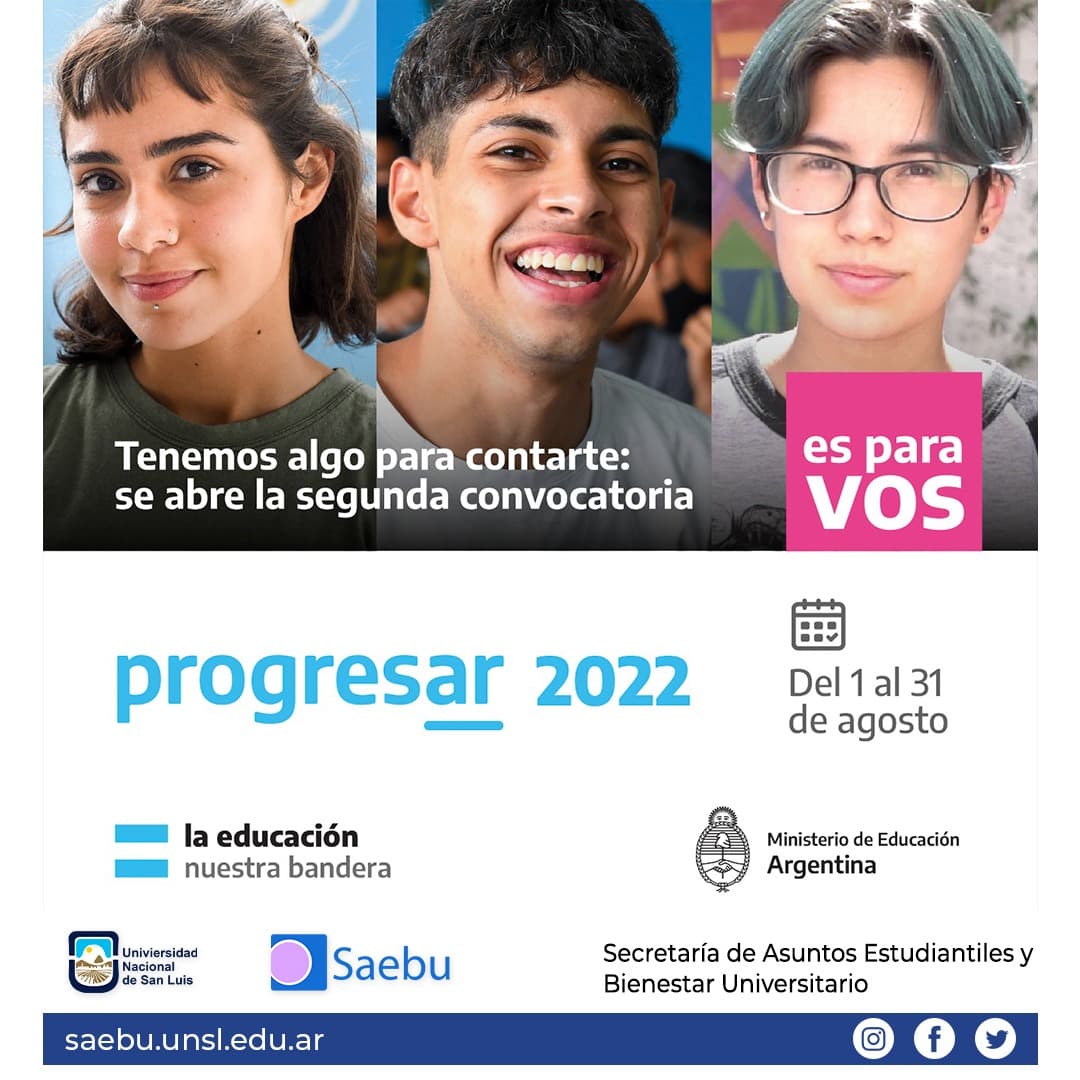 Tenemos algo para contarte:
se abre la segunda convocatoria
es para
VOS
progresar 2022
Del 1 al 31
de agosto
la educación
nuestra bandera
Ministerio de Educación
Argentina
Univiersidad
Nacional
de San Luis
Saebu
Secretaría de Asuntos Estudiantiles y
Bienestar Universitario
saebu.unsl.edu.ar